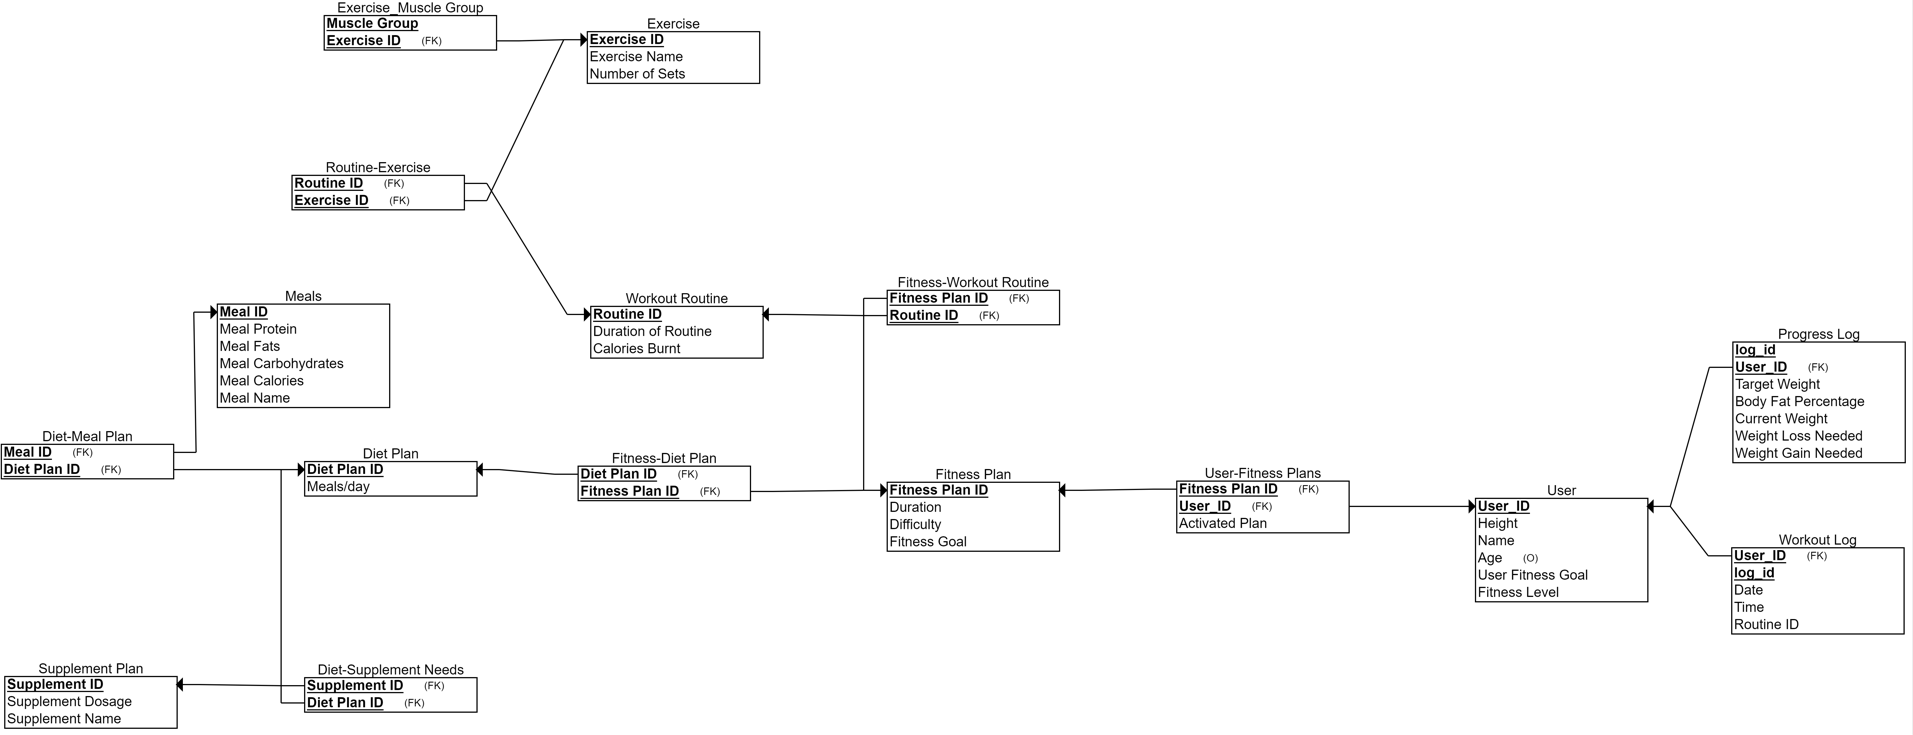 Exercise_Muscle Group
Muscle Group
Exercise ID (FK)
Exercise
Exercise ID
Exercise Name
Number of Sets
Routine-Exercise
Routine ID (FK)
Exercise ID (FK)
Meals
Meal ID
Meal Protein
Meal Fats
Meal Carbohydrates
Meal Calories
Meal Name
Workout Routine
Routine ID
Duration of Routine
Calories Burnt
Fitness-Workout Routine
Fitness Plan ID (FK)
Routine ID (FK)
Progress Log
log_id
User_ID (FK)
Target Weight
Body Fat Percentage
Current Weight
Weight Loss Needed
Weight Gain Needed
Diet-Meal Plan
Meal ID (FK)
Diet Plan ID (FK)
Diet Plan
Diet Plan ID
Meals/day
Fitness-Diet Plan
Diet Plan ID (FK)
Fitness Plan ID (FK)
Fitness Plan
Fitness Plan ID
Duration
Difficulty
Fitness Goal
User-Fitness Plans
Fitness Plan ID (FK)
User_ID (FK)
Activated Plan
User
User_ID
Height
Name
Age (O)
User Fitness Goal
Fitness Level
Workout Log
User_ID (FK)
log_id
Date
Time
Routine ID
Supplement Plan
Supplement ID
Supplement Dosage
Supplement Name
Diet-Supplement Needs
Supplement ID (FK)
Diet Plan ID (FK)